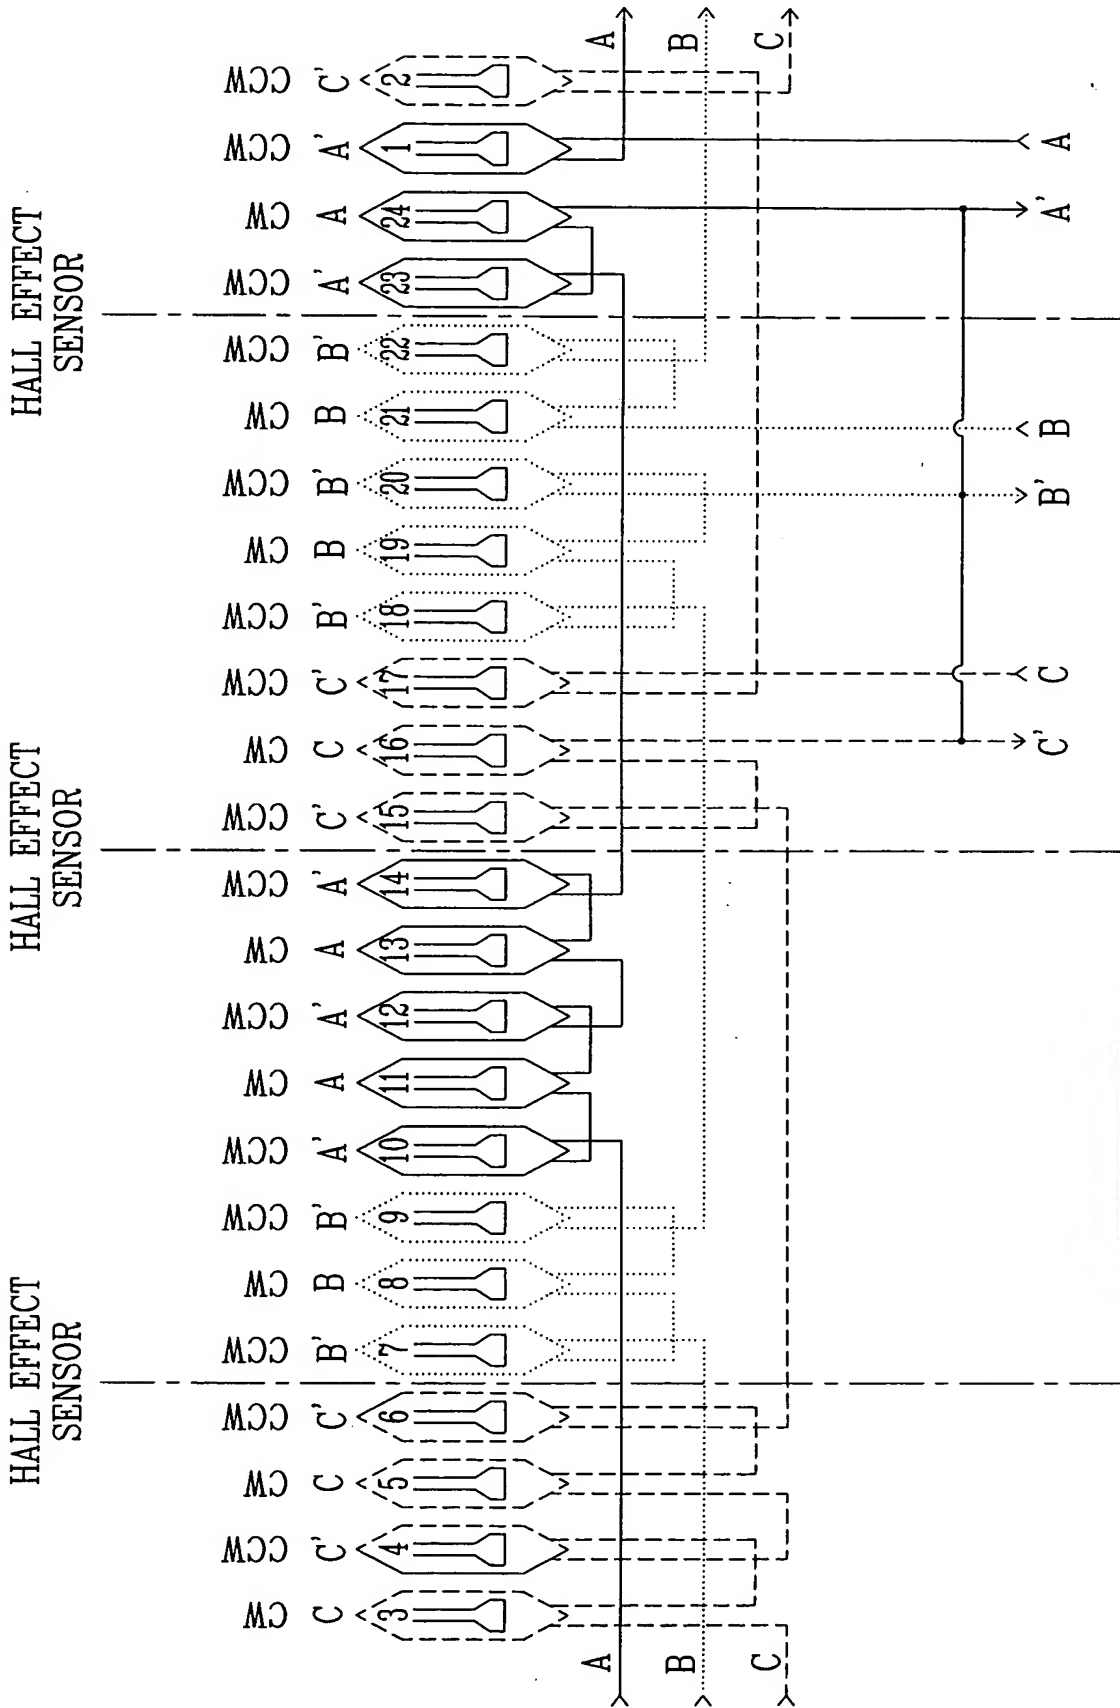 HALL EFFECT
SENSOR
HALL EFFECT
SENSOR
HALL EFFECT
SENSOR
CW CCW CW CCW CCW CW CCW CCW CW CCW CW CCW CCW CW CCW CCW CW CCW CW CCW CCW CW CCW CCW
C C' C C' B' B B' A' A A' A A' C' C C' B' B B' B B' A' A A' C'
3 4 5 6 7 8 9 10 11 12 13 14 15 16 17 18 19 20 21 22 23 24 1 2
A A
B B
C C
C' C B' B A' A